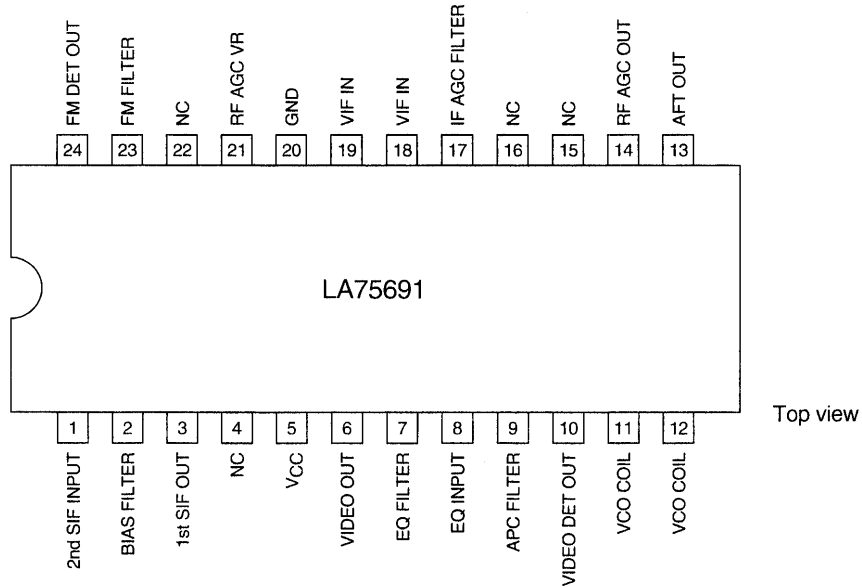 FM DET OUT
FM FILTER
NC
RF AGC VR
GND
VIF IN
VIF IN
IF AGC FILTER
NC
NC
RF AGC OUT
AFT OUT
24
23
22
21
20
19
18
17
16
15
14
13
LA75691
Top view
1
2
3
4
5
6
7
8
9
10
11
12
2nd SIF INPUT
BIAS FILTER
1st SIF OUT
NC
VCC
VIDEO OUT
EQ FILTER
EQ INPUT
APC FILTER
VIDEO DET OUT
VCO COIL
VCO COIL